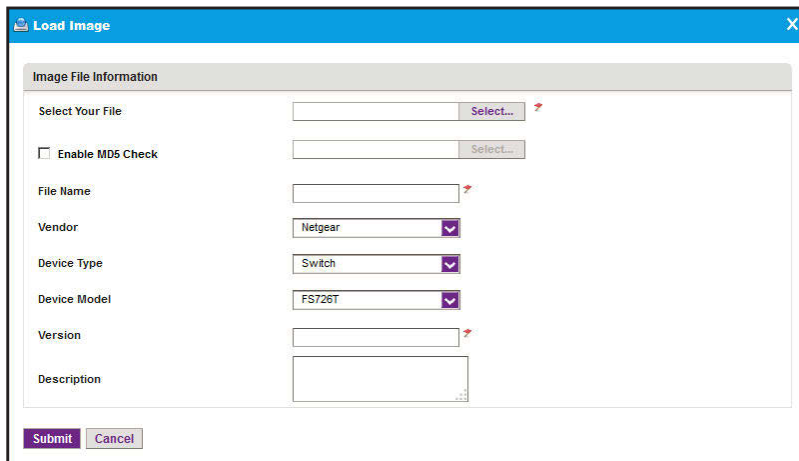 Load Image X
Image File Information
Select Your File Select...
Enable MD5 Check Select...
File Name
Vendor Netgear
Device Type Switch
Device Model FS726T
Version
Description
Submit Cancel